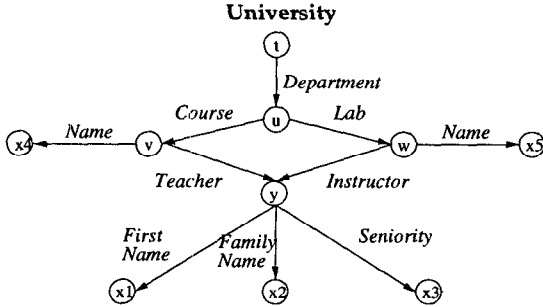 University
t
Department
Course
u
Lab
x4
Name
v
w
Name
x5
Teacher
y
Instructor
First
Name
Family
Name
Seniority
x1
x2
x3